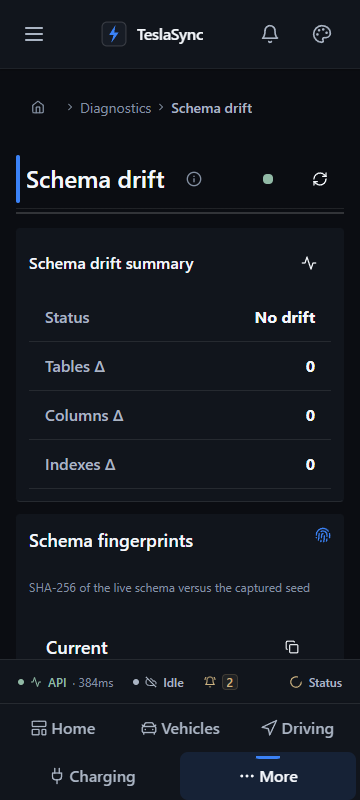 TeslaSync
Diagnostics
Schema drift
Schema drift
Schema drift summary
Status No drift
Tables Δ 0
Columns Δ 0
Indexes Δ 0
Schema fingerprints
SHA-256 of the live schema versus the captured seed
Current
API · 384ms Idle 2 Status
Home Vehicles Driving
Charging More